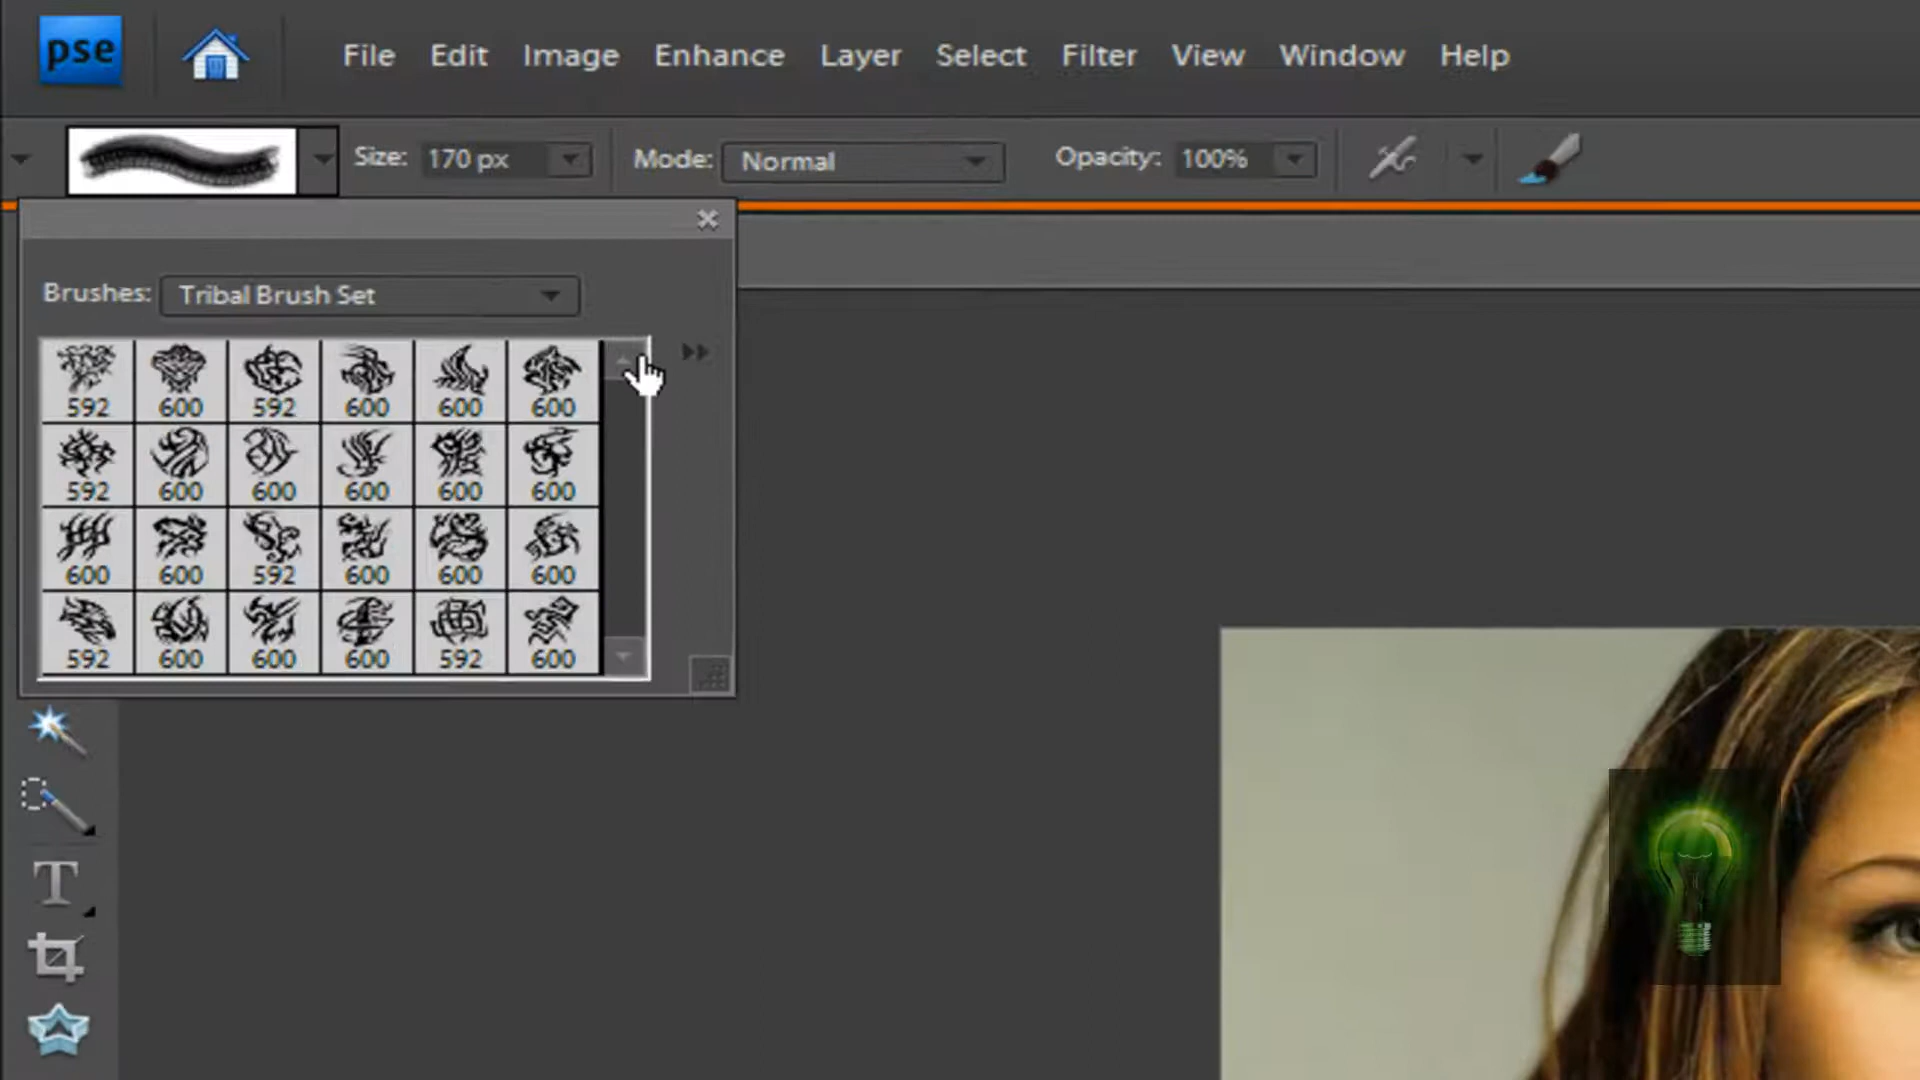 pse File Edit Image Enhance Layer Select Filter View Window Help
Size: 170 px Mode: Normal Opacity: 100%
Brushes: Tribal Brush Set
592 600 592 600 600 600
592 600 600 600 600 600
600 600 592 600 600 600
592 600 600 600 592 600
T